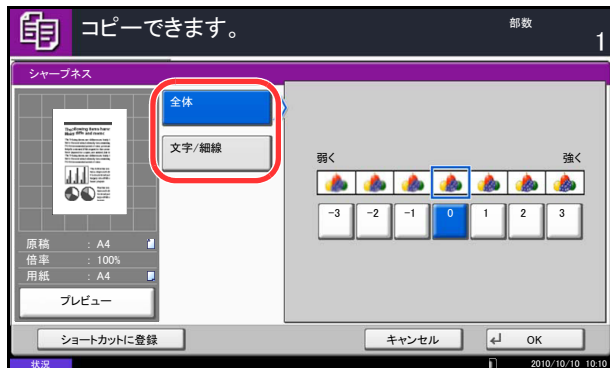 コピーできます。
部数
1
シャープネス
全体
文字/細線
弱く
強く
-3
-2
-1
0
1
2
3
原稿 : A4
倍率 : 100%
用紙 : A4
プレビュー
ショートカットに登録
キャンセル
OK
状況
2010/10/10 10:10